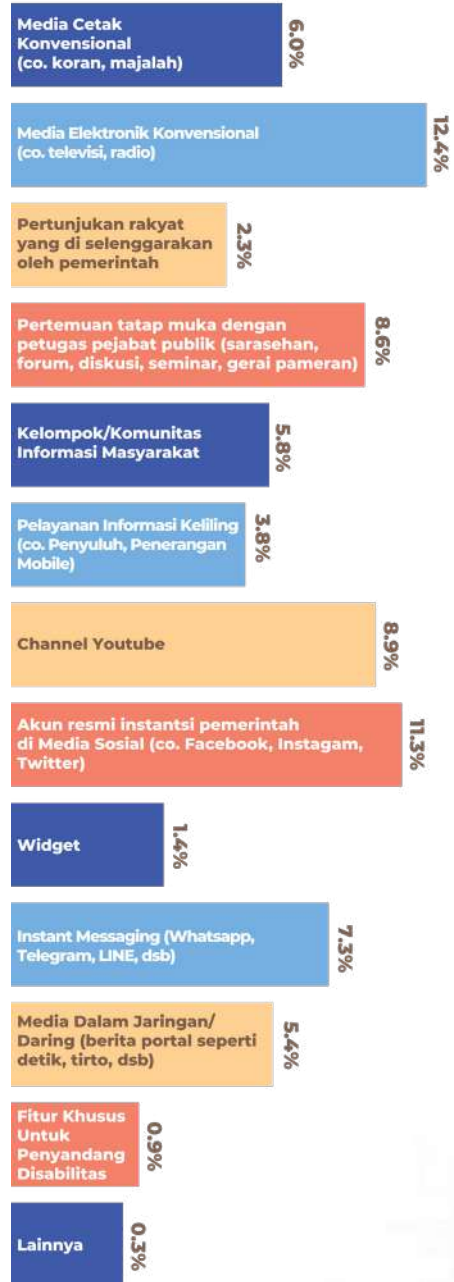 Media Cetak
Konvensional
(co. koran, majalah)
6.0%
Media Elektronik Konvensional
(co. televisi, radio)
12.4%
Pertunjukan rakyat
yang di selenggarakan
oleh pemerintah
2.3%
Pertemuan tatap muka dengan
petugas pejabat publik (sarasehan,
forum, diskusi, seminar, gerai pameran)
8.6%
Kelompok/Komunitas
Informasi Masyarakat
5.8%
Pelayanan Informasi Keliling
(co. Penyuluh, Penerangan
Mobile)
3.8%
Channel Youtube
8.9%
Akun resmi instantsi pemerintah
di Media Sosial (co. Facebook, Instagam,
Twitter)
11.3%
Widget
1.4%
Instant Messaging (Whatsapp,
Telegram, LINE, dsb)
7.3%
Media Dalam Jaringan/
Daring (berita portal seperti
detik, tirto, dsb)
5.4%
Fitur Khusus
Untuk
Penyandang
Disabilitas
0.9%
Lainnya
0.3%